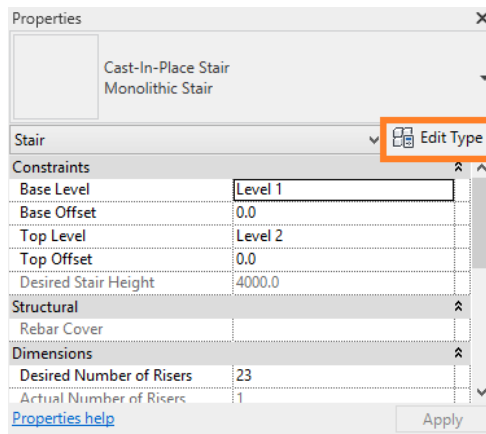 Properties
Cast-In-Place Stair
Monolithic Stair
Stair Edit Type
Constraints
Base Level Level 1
Base Offset 0.0
Top Level Level 2
Top Offset 0.0
Desired Stair Height 4000.0
Structural
Rebar Cover
Dimensions
Desired Number of Risers 23
Actual Number of Risers 1
Properties help Apply